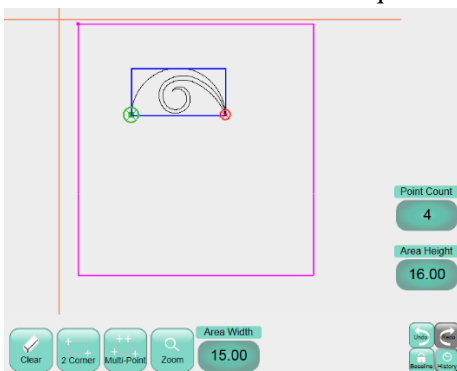 Point Count
4
Area Height
16.00
Area Width
15.00
Clear
2 Corner
Multi-Point
Zoom
Undo
Redo
Baseline
History